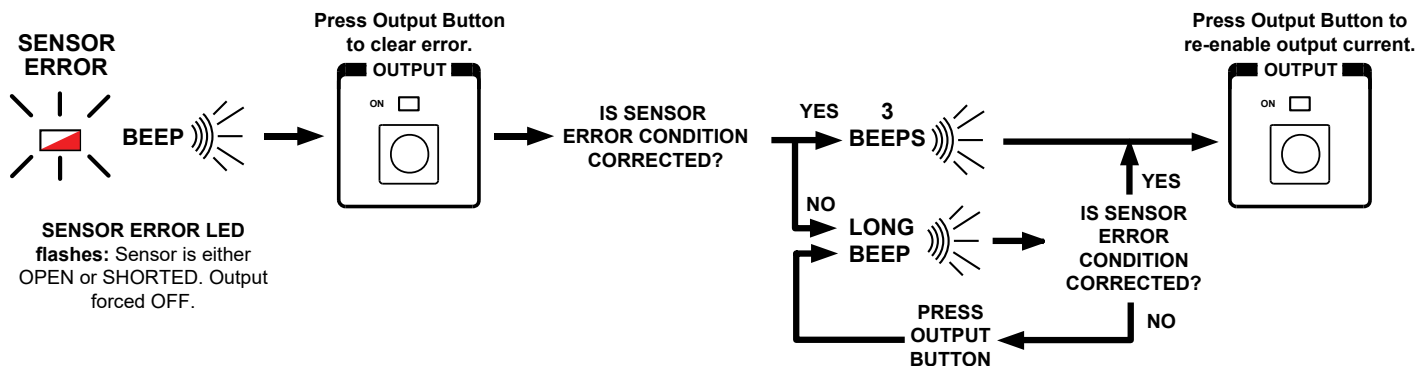 SENSOR
ERROR
BEEP
SENSOR ERROR LED
flashes: Sensor is either
OPEN or SHORTED. Output
forced OFF.
Press Output Button
to clear error.
OUTPUT
ON
IS SENSOR
ERROR CONDITION
CORRECTED?
YES
3
BEEPS
NO
LONG
BEEP
IS SENSOR
ERROR
CONDITION
CORRECTED?
YES
NO
PRESS
OUTPUT
BUTTON
Press Output Button to
re-enable output current.
OUTPUT
ON